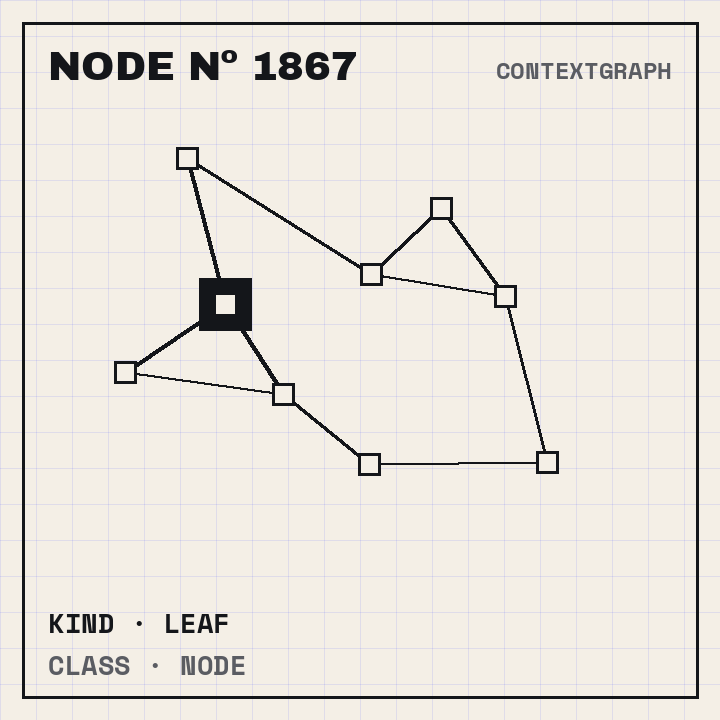 NODE Nº 1867
CONTEXTGRAPH
KIND · LEAF
CLASS · NODE